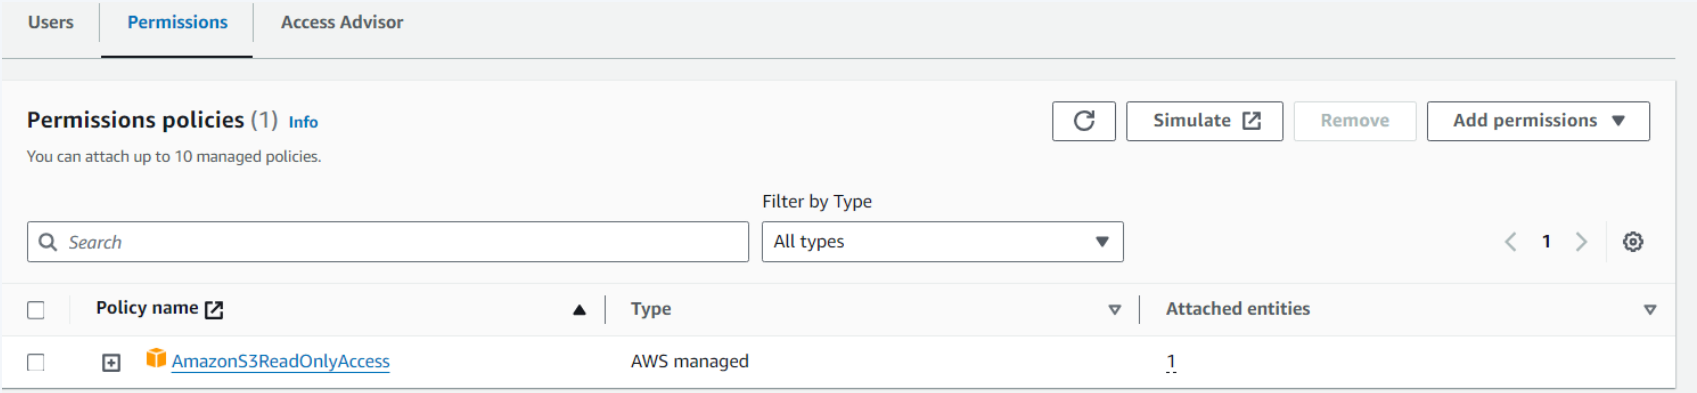 Users Permissions Access Advisor
Permissions policies (1) Info
Simulate Remove Add permissions
You can attach up to 10 managed policies.
Filter by Type
Search All types 1
Policy name Type Attached entities
AmazonS3ReadOnlyAccess AWS managed 1